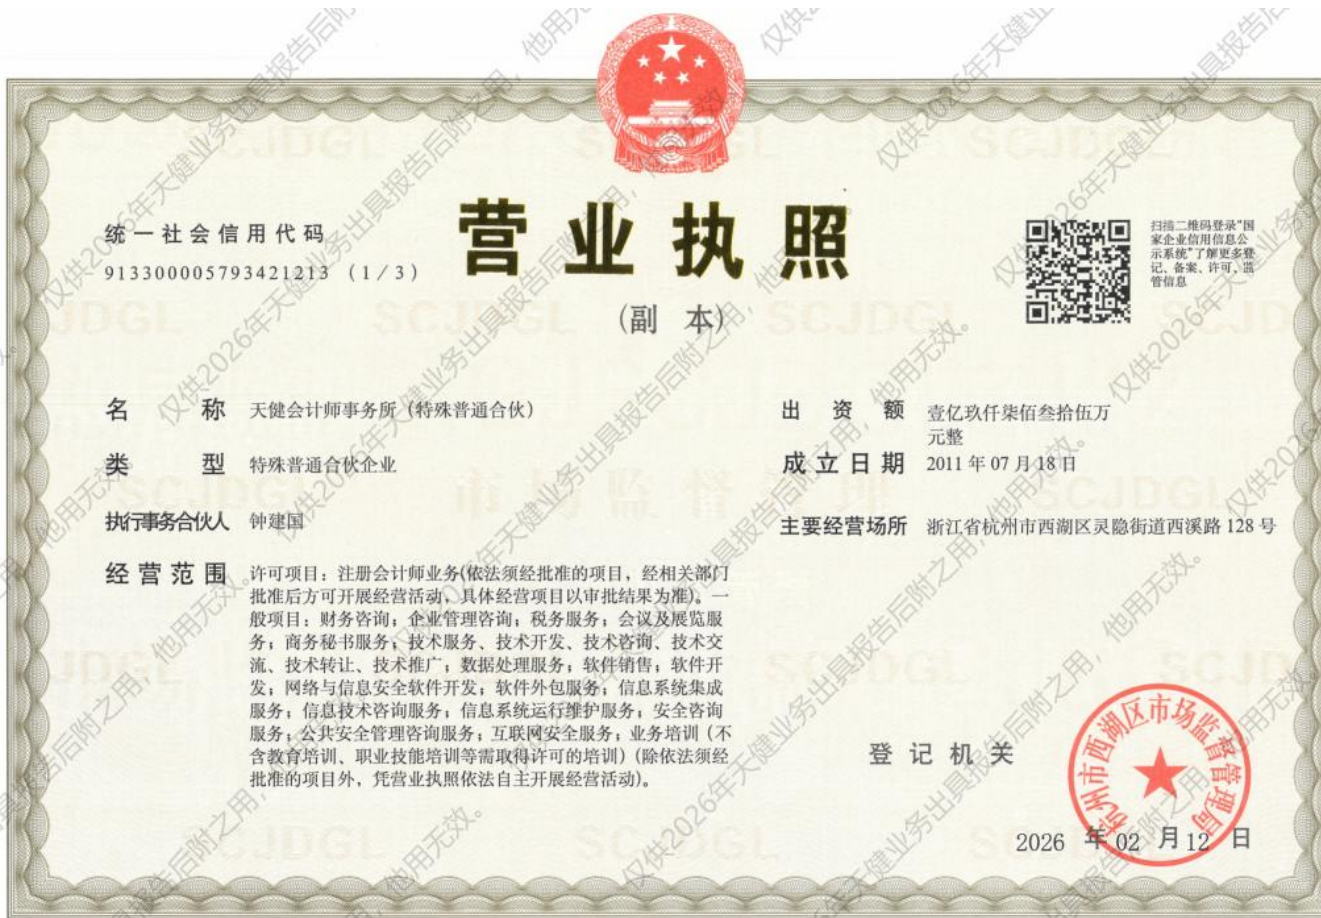 营业执照
(副 本)
统一社会信用代码
913300005793421213 (1/3)
扫描二维码登录“国
家企业信用信息公
示系统”了解更多登
记、备案、许可、监
管信息
名 称 天健会计师事务所（特殊普通合伙）
类 型 特殊普通合伙企业
执行事务合伙人 钟建国
经营范围 许可项目：注册会计师业务(依法须经批准的项目，经相关部门
批准后方可开展经营活动，具体经营项目以审批结果为准)。一
般项目：财务咨询；企业管理咨询；税务服务；会议及展览服
务；商务秘书服务；技术服务、技术开发、技术咨询、技术交
流、技术转让、技术推广；数据处理服务；软件销售；软件开
发；网络与信息安全软件开发；软件外包服务；信息系统集成
服务；信息技术咨询服务；信息系统运行维护服务；安全咨询
服务；公共安全管理咨询服务；互联网安全服务；业务培训（不
含教育培训、职业技能培训等需取得许可的培训）(除依法须经
批准的项目外，凭营业执照依法自主开展经营活动)。
出 资 额 壹亿玖仟柒佰叁拾伍万
元整
成立日期 2011年07月18日
主要经营场所 浙江省杭州市西湖区灵隐街道西溪路128号
登记机关
杭州市西湖区市场监督管理局
2026 年 02 月 12 日
仅供2026年天健业务出具报告后附之用，他用无效。
SCJDGL
市场监督管理